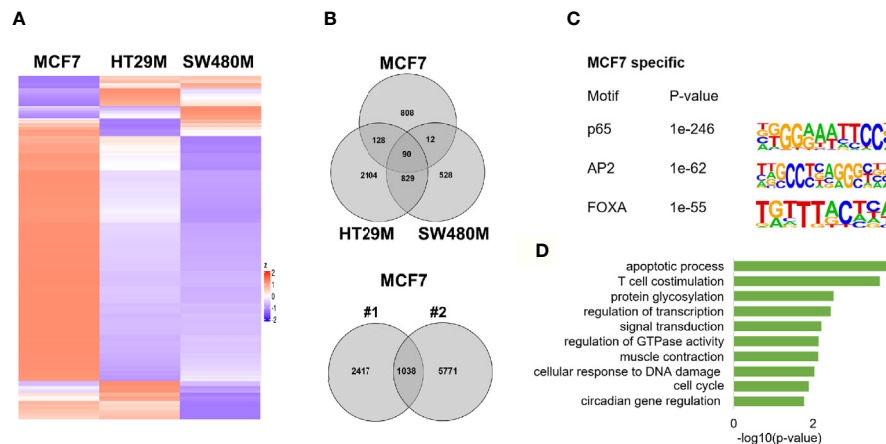 A
MCF7 HT29M SW480M
z
2
1
0
-1
-2
B
MCF7
808
128 12
90
2104 829 528
HT29M SW480M
MCF7
#1 #2
2417 1038 5771
C
MCF7 specific
Motif P-value
p65 1e-246
AP2 1e-62
FOXA 1e-55
D
apoptotic process
T cell costimulation
protein glycosylation
regulation of transcription
signal transduction
regulation of GTPase activity
muscle contraction
cellular response to DNA damage
cell cycle
circadian gene regulation
0 2
-log10(p-value)